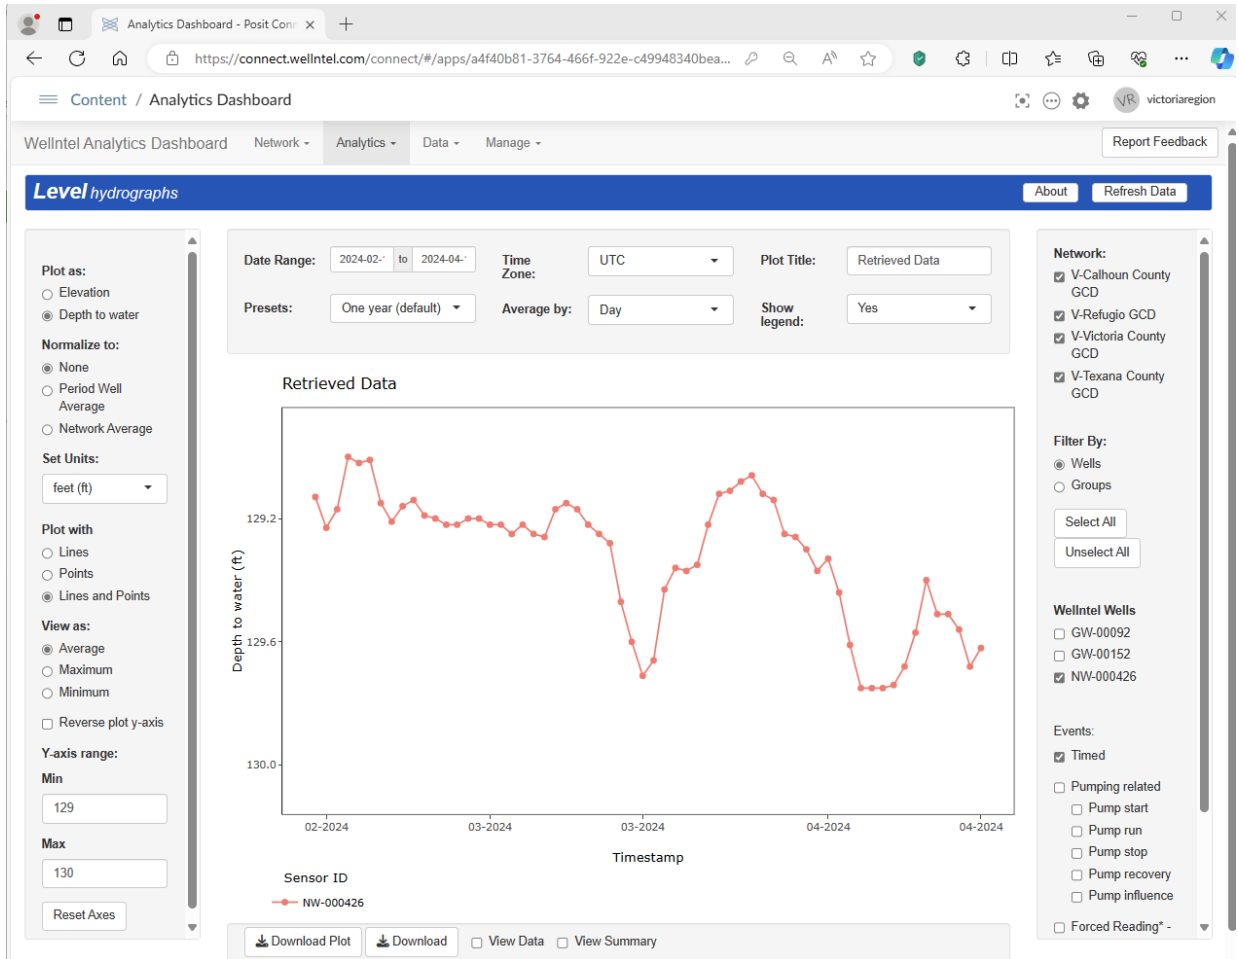 Analytics Dashboard - Posit Conn
https://connect.wellntel.com/connect/#/apps/a4f40b81-3764-466f-922e-c49948340bea...
Content / Analytics Dashboard
VR victoriaregion
Wellntel Analytics Dashboard Network Analytics Data Manage Report Feedback
Level hydrographs About Refresh Data
Plot as:
Elevation
Depth to water
Normalize to:
None
Period Well
Average
Network Average
Set Units:
feet (ft)
Plot with
Lines
Points
Lines and Points
View as:
Average
Maximum
Minimum
Reverse plot y-axis
Y-axis range:
Min
129
Max
130
Reset Axes
Date Range: 2024-02- to 2024-04-
Time
Zone:
UTC
Plot Title: Retrieved Data
Presets: One year (default)
Average by: Day
Show
legend:
Yes
Retrieved Data
Depth to water (ft)
129.2
129.6
130.0
02-2024 03-2024 03-2024 04-2024 04-2024
Timestamp
Sensor ID
NW-000426
Download Plot Download View Data View Summary
Network:
V-Calhoun County
GCD
V-Refugio GCD
V-Victoria County
GCD
V-Texana County
GCD
Filter By:
Wells
Groups
Select All
Unselect All
Wellntel Wells
GW-00092
GW-00152
NW-000426
Events:
Timed
Pumping related
Pump start
Pump run
Pump stop
Pump recovery
Pump influence
Forced Reading* -